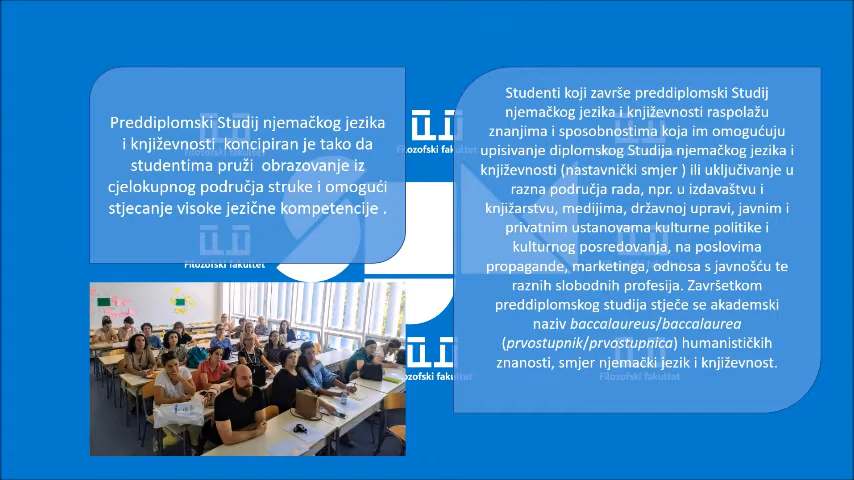 Preddiplomski Studij njemačkog jezika
i književnosti koncipiran je tako da
studentima pruži obrazovanje iz
cjelokupnog područja struke i omogući
stjecanje visoke jezične kompetencije .
Studenti koji završe preddiplomski Studij
njemačkog jezika i književnosti raspolažu
znanjima i sposobnostima koja im omogućuju
upisivanje diplomskog Studija njemačkog jezika i
književnosti (nastavnički smjer ) ili uključivanje u
razna područja rada, npr. u izdavaštvu i
knjižarstvu, medijima, državnoj upravi, javnim i
privatnim ustanovama kulturne politike i
kulturnog posredovanja, na poslovima
propagande, marketinga, odnosa s javnošću te
raznih slobodnih profesija. Završetkom
preddiplomskog studija stječe se akademski
naziv baccalaureus/baccalaurea
(prvostupnik/prvostupnica) humanističkih
znanosti, smjer njemački jezik i književnost.
Filozofski fakultet
Filozofski fakultet
Filozofski fakultet
Filozofski fakultet
Filozofski fakultet
Filozofski fakultet